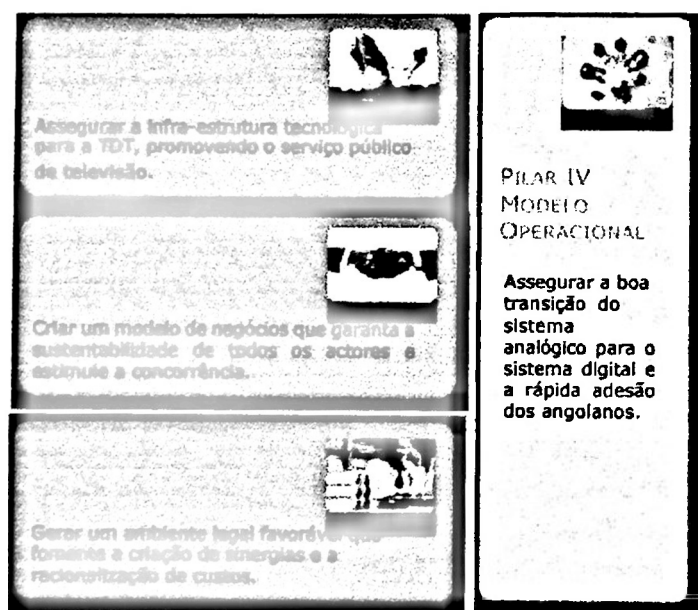 Assegurar a infra-estrutura tecnológica
para a TDT, promovendo o serviço público
de televisão.
Criar um modelo de negócios que garanta a
sustentabilidade de todos os actores e
estimule a concorrência.
Gerar um ambiente legal favorável que
fomente a criação de sinergias e a
racionalização de custos.
PILAR IV
MODELO
OPERACIONAL
Assegurar a boa
transição do
sistema
analógico para o
sistema digital e
a rápida adesão
dos angolanos.